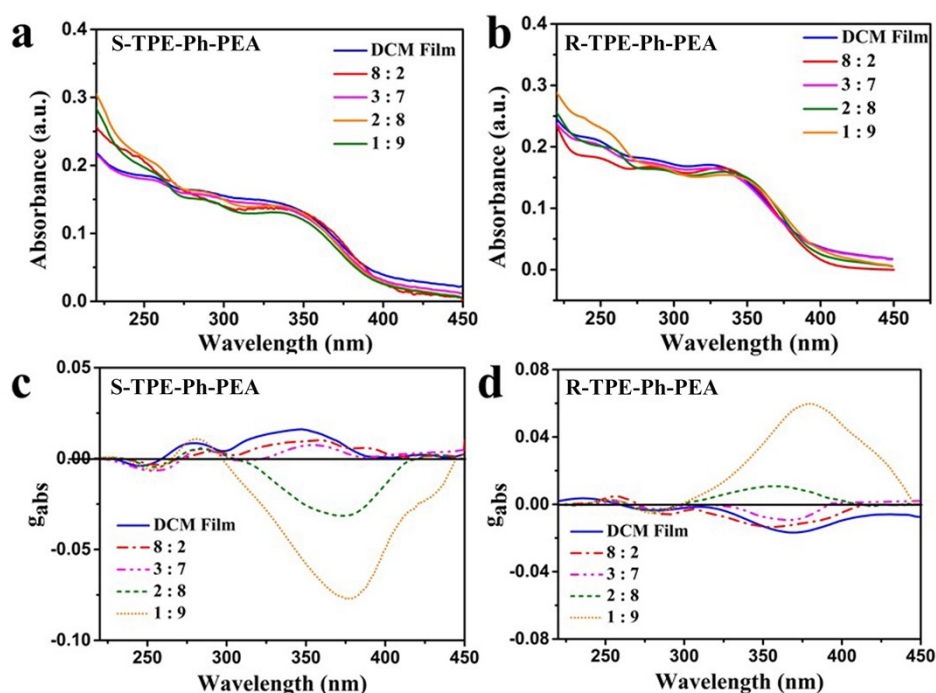 a
S-TPE-Ph-PEA
DCM Film
8 : 2
3 : 7
2 : 8
1 : 9
Absorbance (a.u.)
0.4
0.3
0.2
0.1
0.0
250 300 350 400 450
Wavelength (nm)
b
R-TPE-Ph-PEA
DCM Film
8 : 2
3 : 7
2 : 8
1 : 9
Absorbance (a.u.)
0.4
0.3
0.2
0.1
0.0
250 300 350 400 450
Wavelength (nm)
c
S-TPE-Ph-PEA
gabs
0.05
0.00
-0.05
-0.10
DCM Film
8 : 2
3 : 7
2 : 8
1 : 9
250 300 350 400 450
Wavelength (nm)
d
R-TPE-Ph-PEA
gabs
0.08
0.04
0.00
-0.04
-0.08
DCM Film
8 : 2
3 : 7
2 : 8
1 : 9
250 300 350 400 450
Wavelength (nm)